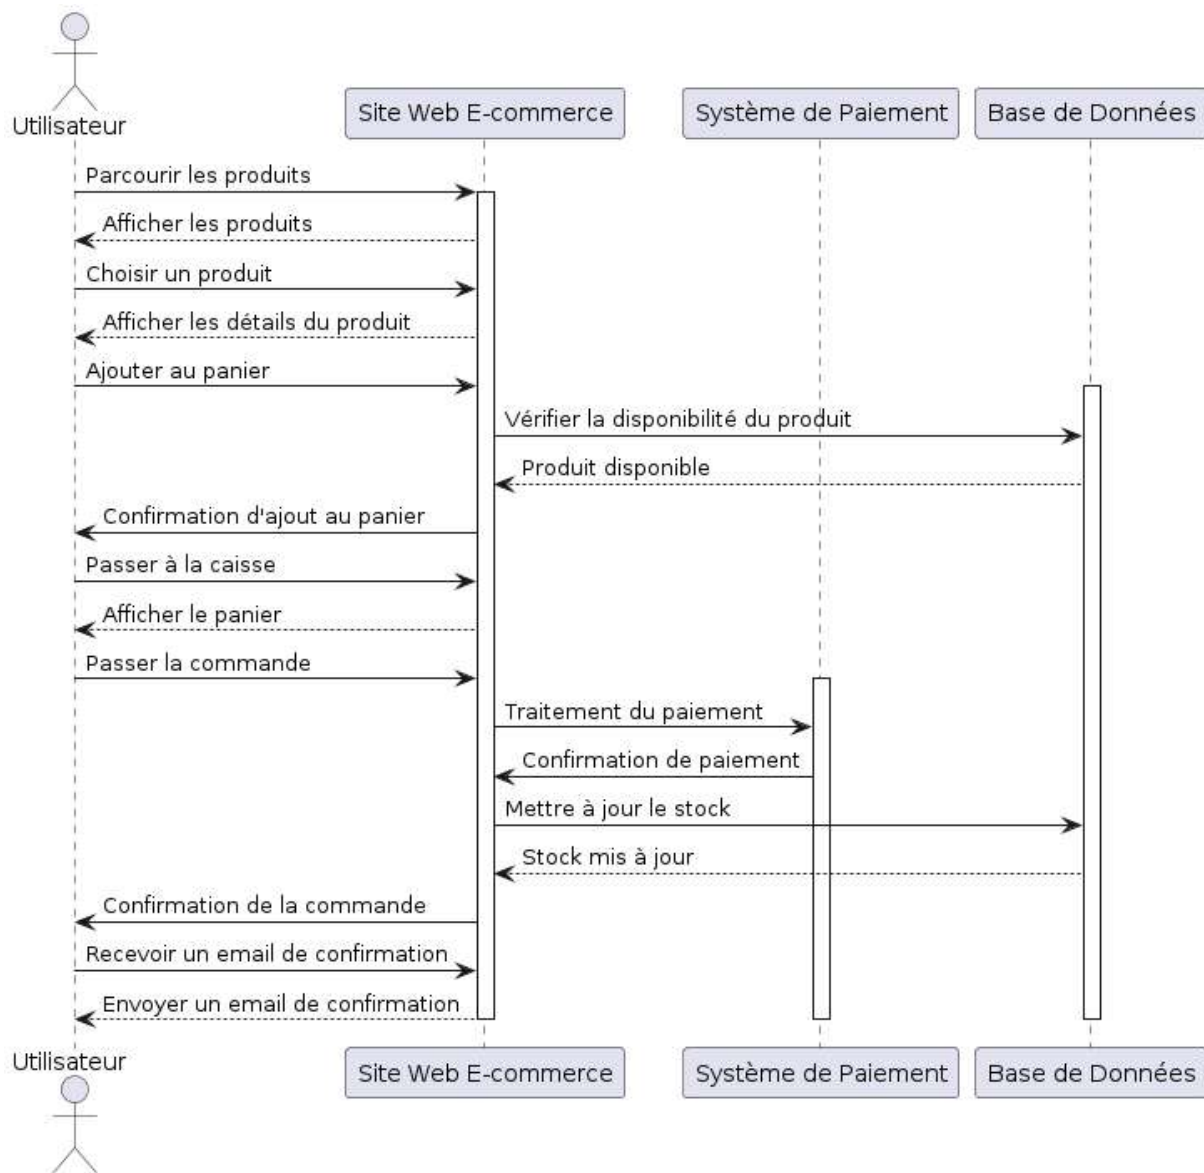 Utilisateur
Site Web E-commerce
Système de Paiement
Base de Données
Parcourir les produits
Afficher les produits
Choisir un produit
Afficher les détails du produit
Ajouter au panier
Vérifier la disponibilité du produit
Produit disponible
Confirmation d'ajout au panier
Passer à la caisse
Afficher le panier
Passer la commande
Traitement du paiement
Confirmation de paiement
Mettre à jour le stock
Stock mis à jour
Confirmation de la commande
Recevoir un email de confirmation
Envoyer un email de confirmation
Utilisateur
Site Web E-commerce
Système de Paiement
Base de Données